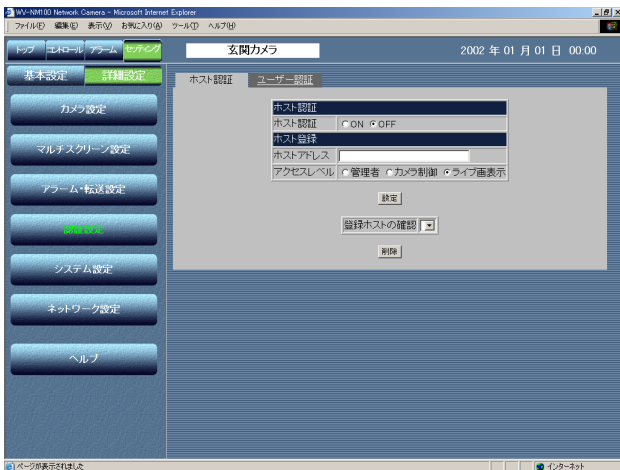 WV-NM100 Network Camera - Microsoft Internet Explorer
ファイル(F) 編集(E) 表示(V) お気に入り(A) ツール(T) ヘルプ(H)
トップ コントロール アラーム セッティング
玄関カメラ
2002 年 01 月 01 日 00:00
基本設定 詳細設定
ホスト認証 ユーザー認証
カメラ設定
マルチスクリーン設定
アラーム・転送設定
システム設定
ネットワーク設定
ヘルプ
ホスト認証
ホスト認証 ON OFF
ホスト登録
ホストアドレス
アクセスレベル 管理者 カメラ制御 ライブ画表示
設定
登録ホストの確認
削除
ページが表示されました
インターネット